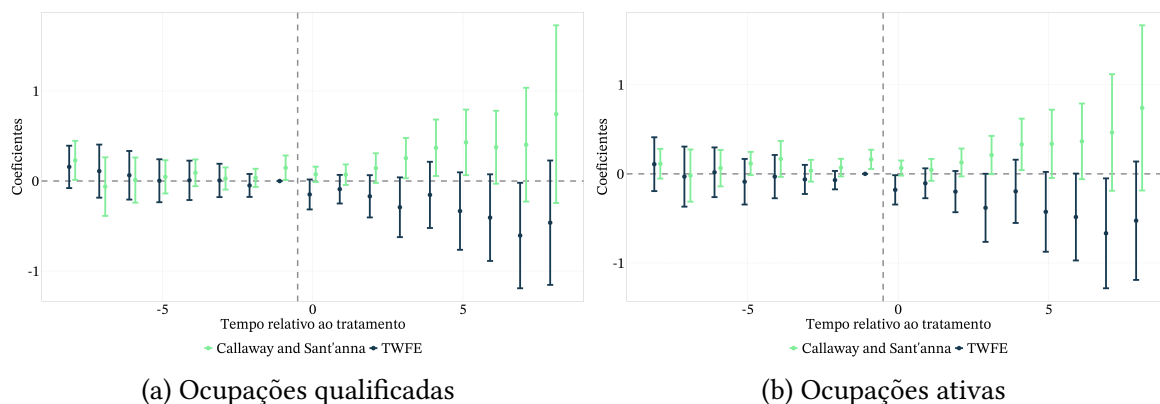 Coeficientes
1
0
-1
-5
0
5
Tempo relativo ao tratamento
Callaway and Sant'anna TWFE
(a) Ocupações qualificadas
Coeficientes
1
0
-1
-5
0
5
Tempo relativo ao tratamento
Callaway and Sant'anna TWFE
(b) Ocupações ativas